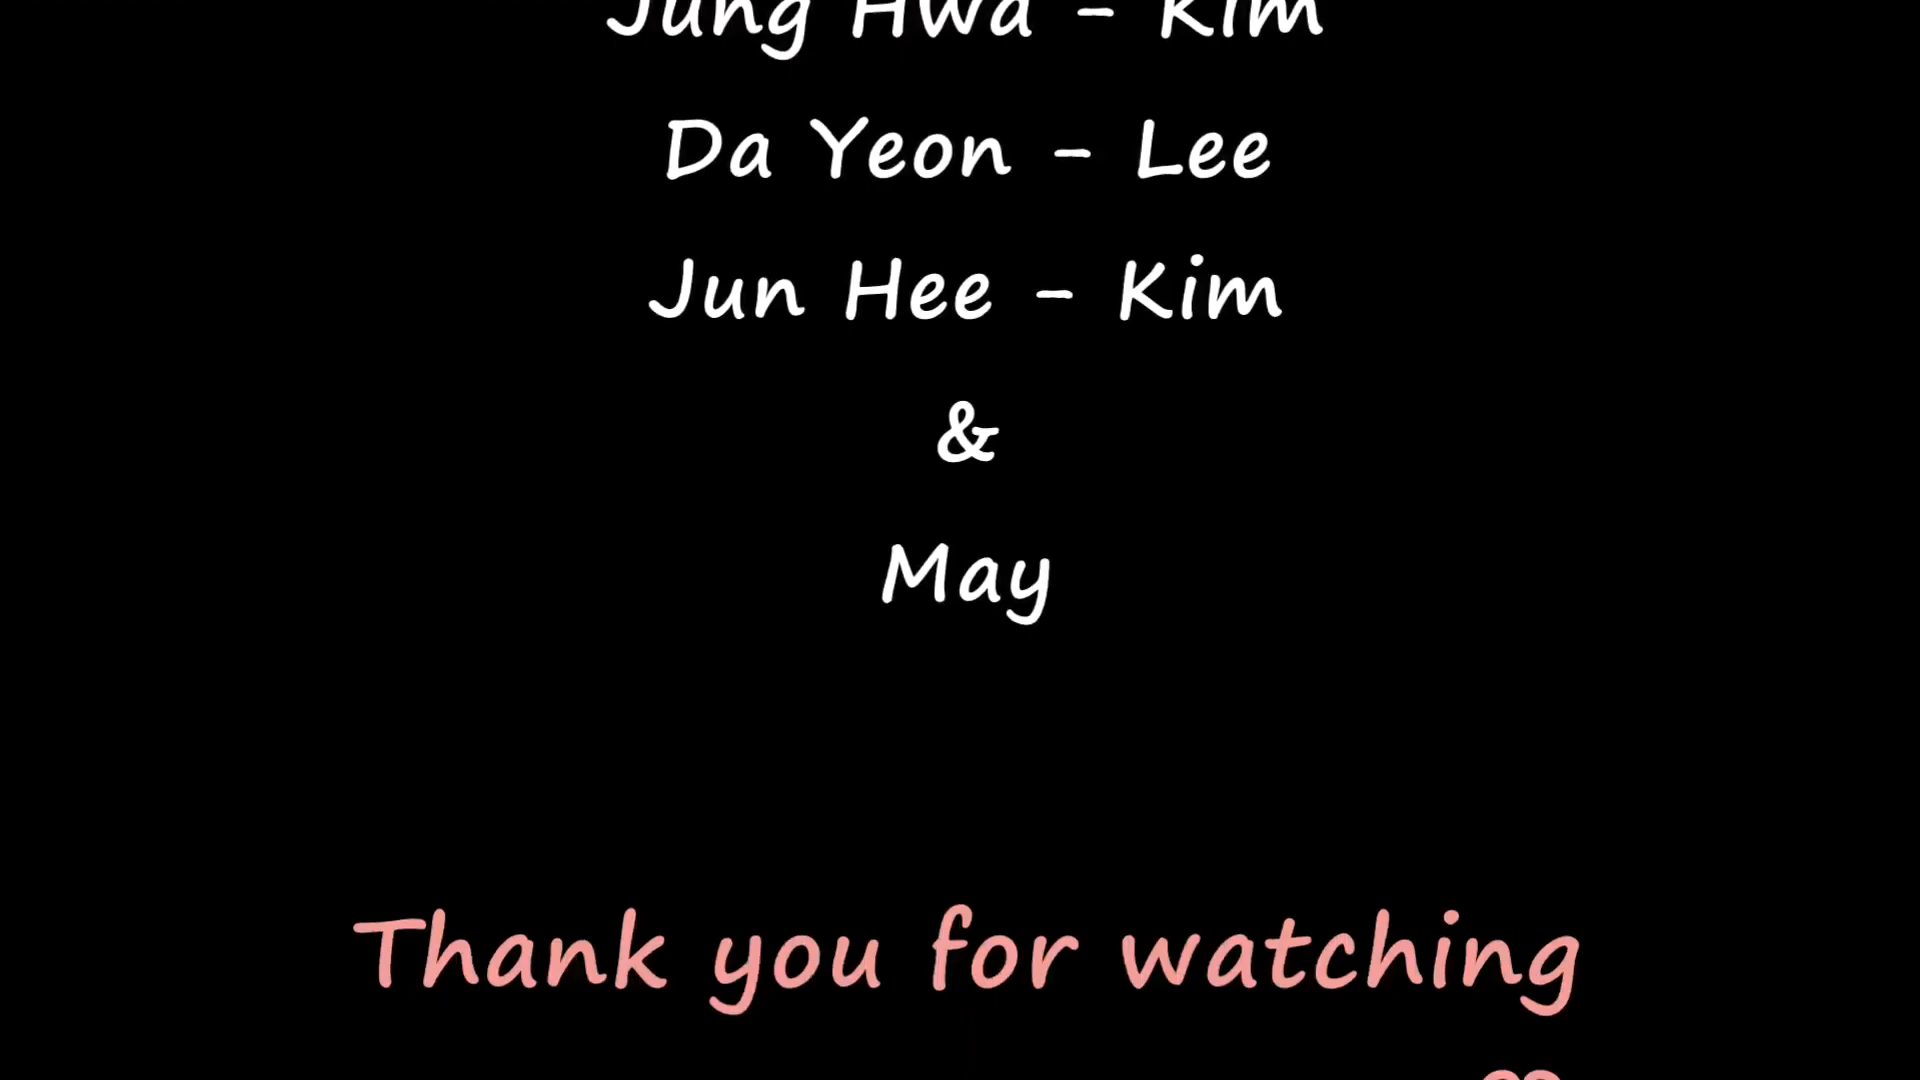 Jung Hwa - Kim
Da Yeon - Lee
Jun Hee - Kim
&
May
Thank you for watching